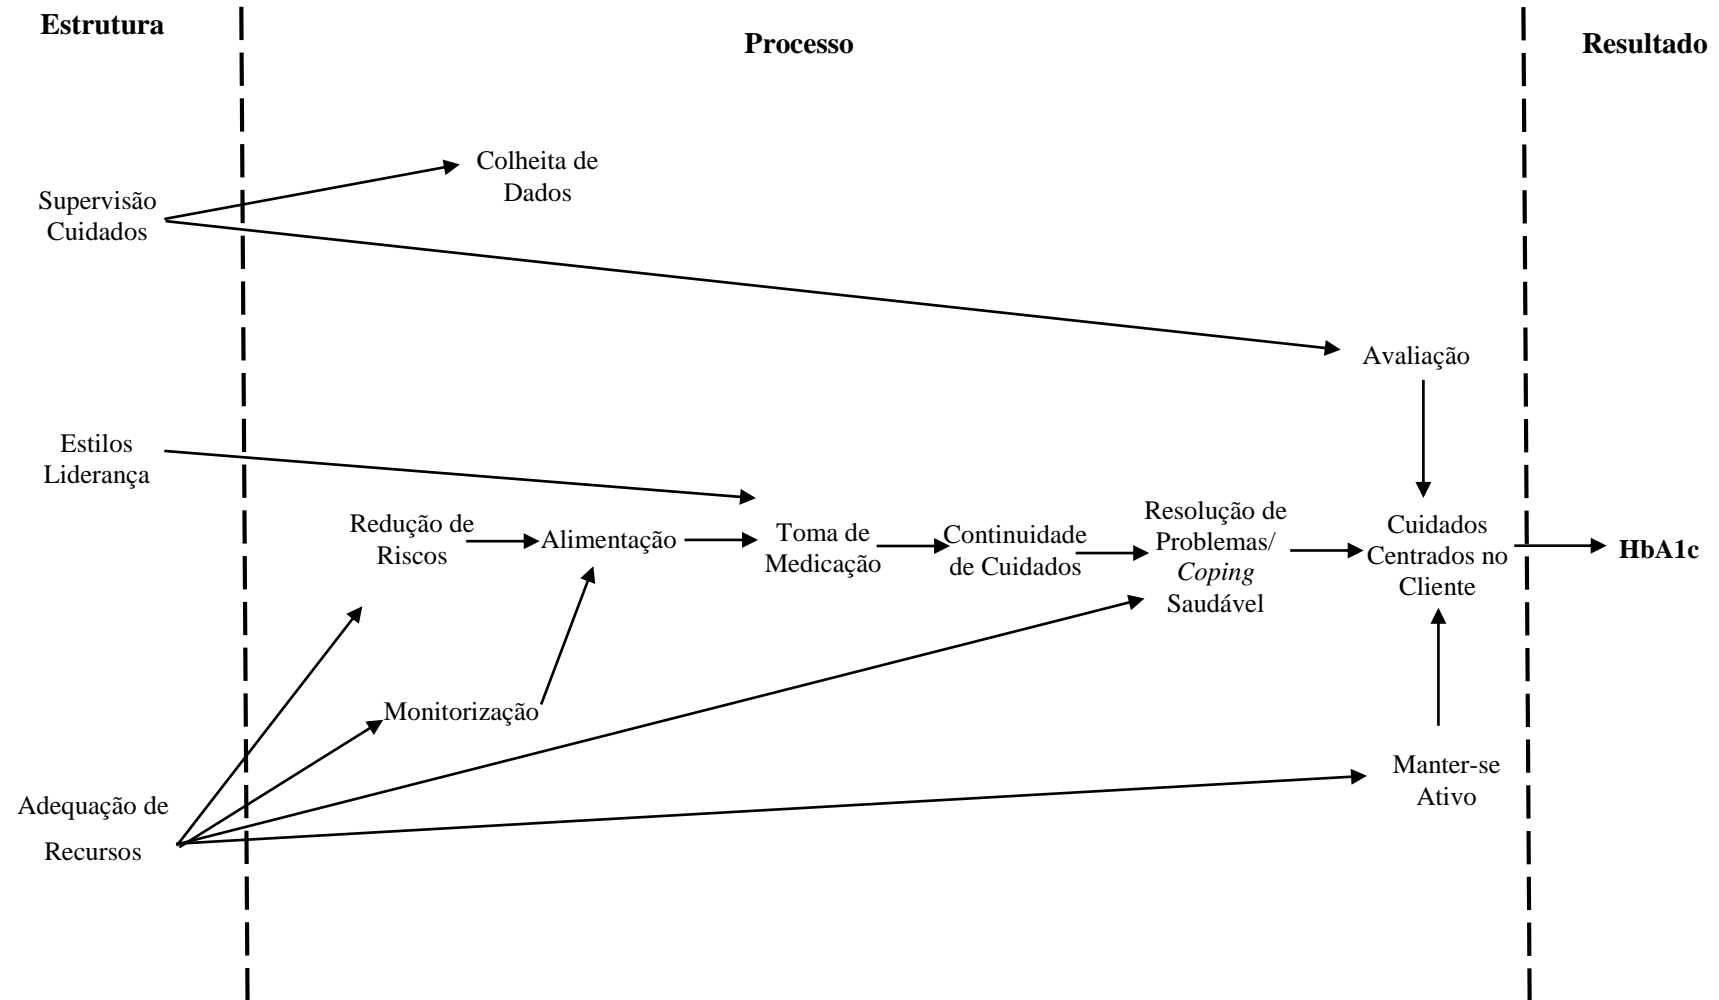 Estrutura
Processo
Resultado
Colheita de
Dados
Supervisão
Cuidados
Avaliação
Estilos
Liderança
Redução de
Riscos
Alimentação
Toma de
Medicação
Continuidade
de Cuidados
Resolução de
Problemas/
Coping
Saudável
Cuidados
Centrados no
Cliente
HbA1c
Monitorização
Manter-se
Ativo
Adequação de
Recursos